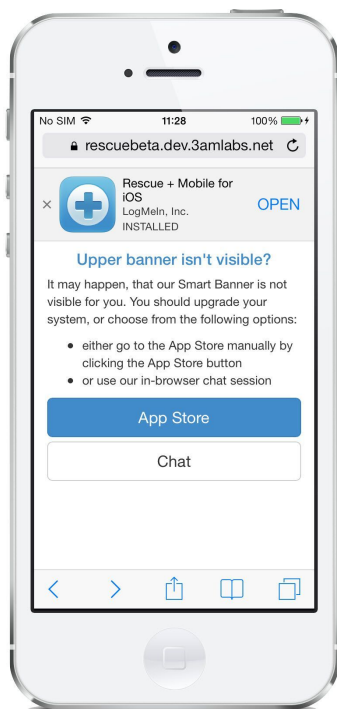 No SIM 11:28 100%
rescuebeta.dev.3amlabs.net
Rescue + Mobile for
iOS
LogMeIn, Inc.
INSTALLED
OPEN
Upper banner isn't visible?
It may happen, that our Smart Banner is not
visible for you. You should upgrade your
system, or choose from the following options:
either go to the App Store manually by
clicking the App Store button
or use our in-browser chat session
App Store
Chat